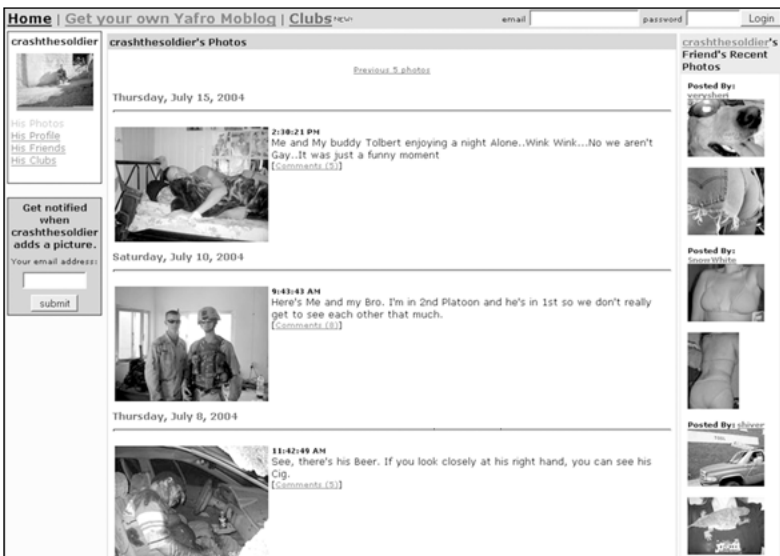 Home | Get your own Yafro Moblog | Clubs NEW! email password Login
crashthesoldier
His Photos
His Profile
His Friends
His Clubs
Get notified
when
crashthesoldier
adds a picture.
Your email address:
submit
crashthesoldier's Photos
Previous 5 photos
Thursday, July 15, 2004
2:30:21 PM
Me and My buddy Tolbert enjoying a night Alone..Wink Wink...No we aren't
Gay..It was just a funny moment
[Comments (5)]
Saturday, July 10, 2004
9:43:43 AM
Here's Me and my Bro. I'm in 2nd Platoon and he's in 1st so we don't really
get to see each other that much.
[Comments (8)]
Thursday, July 8, 2004
11:42:49 AM
See, there's his Beer. If you look closely at his right hand, you can see his
Cig.
[Comments (5)]
crashthesoldier's
Friend's Recent
Photos
Posted By:
verysheri
Posted By:
SnowWhite
Posted By: shiver